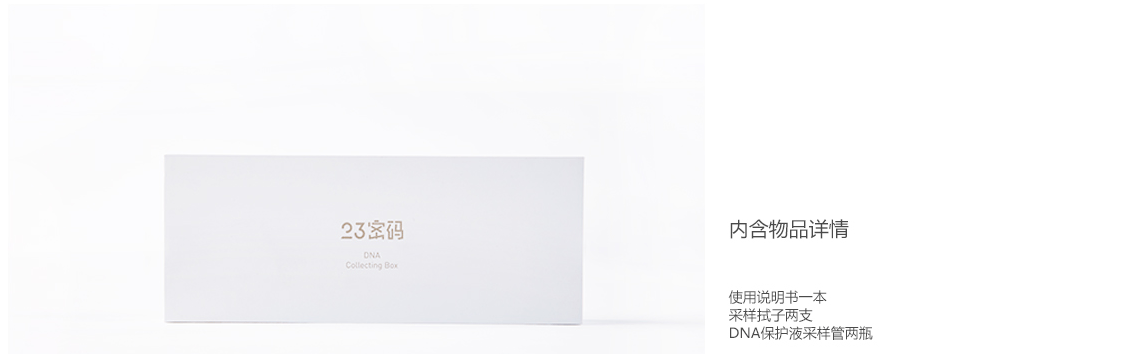 23密码
DNA
Collecting Box
内含物品详情
使用说明书一本
采样拭子两支
DNA保护液采样管两瓶